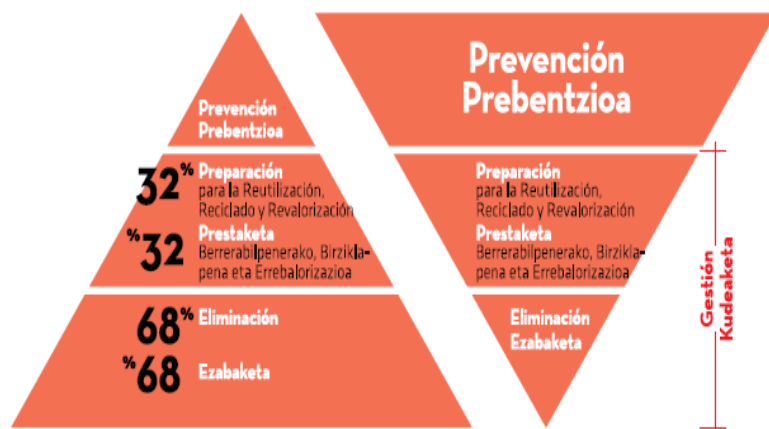 Prevención
Prebentzioa
32%
Preparación
para la Reutilización,
Reciclado y Revalorización
%32
Prestaketa
Berrerabilpenerako, Birzikla-
pena eta Errebalorizazioa
68% Eliminación
%68 Ezabaketa
Prevención
Prebentzioa
Preparación
para la Reutilización,
Reciclado y Revalorización
Prestaketa
Berrerabilpenerako, Birzikla-
pena eta Errebalorizazioa
Eliminación
Ezabaketa
Gestión
Kudeaketa